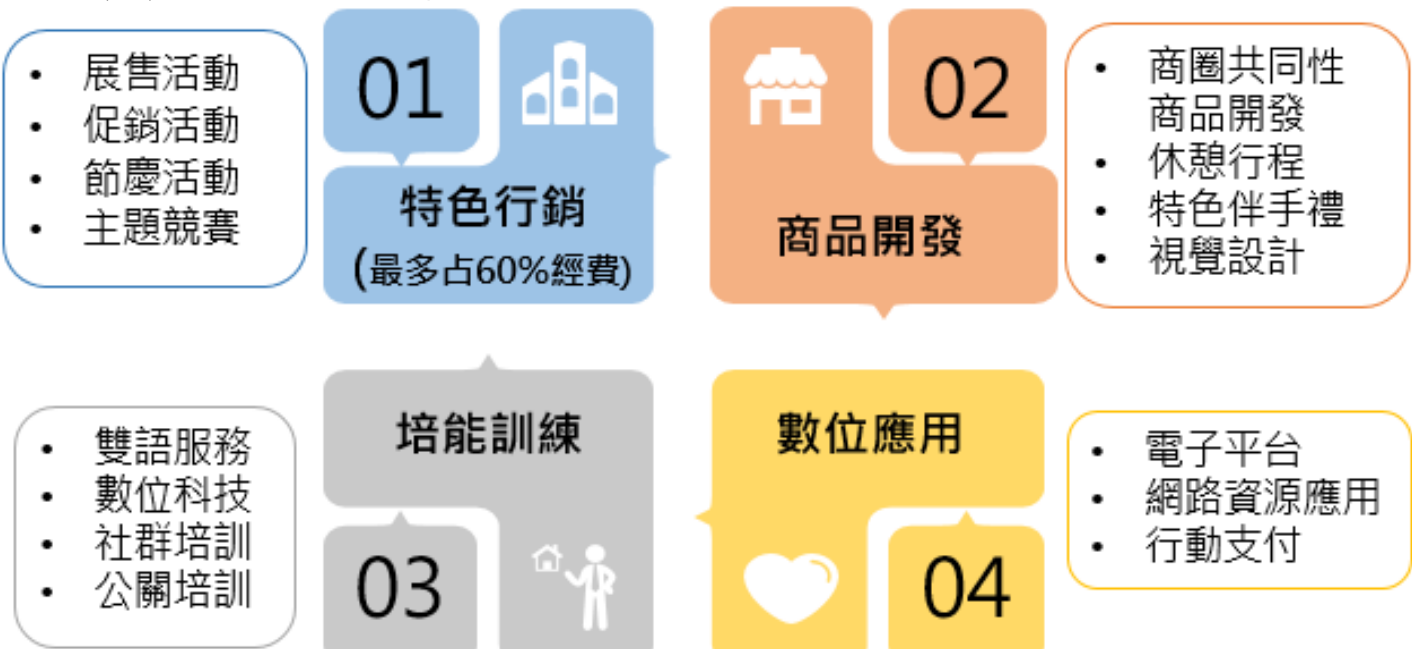 • 展售活動
• 促銷活動
• 節慶活動
• 主題競賽
01
特色行銷
(最多占60%經費)
02
商品開發
• 商圈共同性
商品開發
• 休憩行程
• 特色伴手禮
• 視覺設計
• 雙語服務
• 數位科技
• 社群培訓
• 公關培訓
培能訓練
03
數位應用
04
• 電子平台
• 網路資源應用
• 行動支付